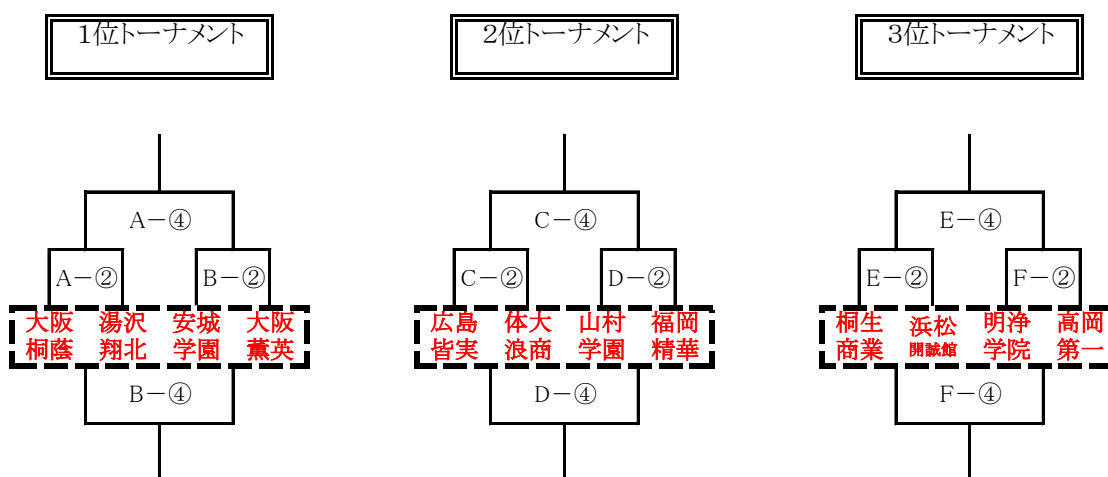 1位トーナメント
2位トーナメント
3位トーナメント
A－④
C－④
E－④
A－②
B－②
C－②
D－②
E－②
F－②
大阪
桐蔭
湯沢
翔北
安城
学園
大阪
薫英
広島
皆実
体大
浪商
山村
学園
福岡
精華
桐生
商業
浜松
開誠館
明浄
学院
高岡
第一
B－④
D－④
F－④